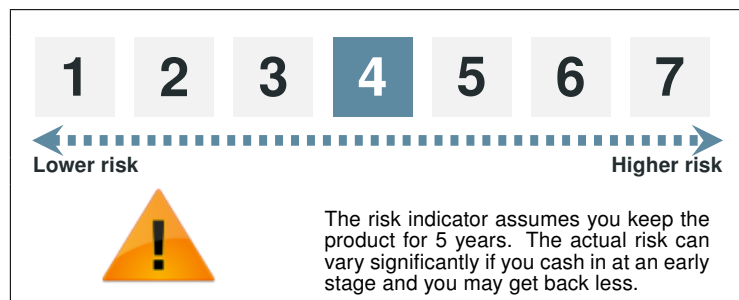 1 2 3 4 5 6 7
Lower risk Higher risk
The risk indicator assumes you keep the
product for 5 years. The actual risk can
vary significantly if you cash in at an early
stage and you may get back less.